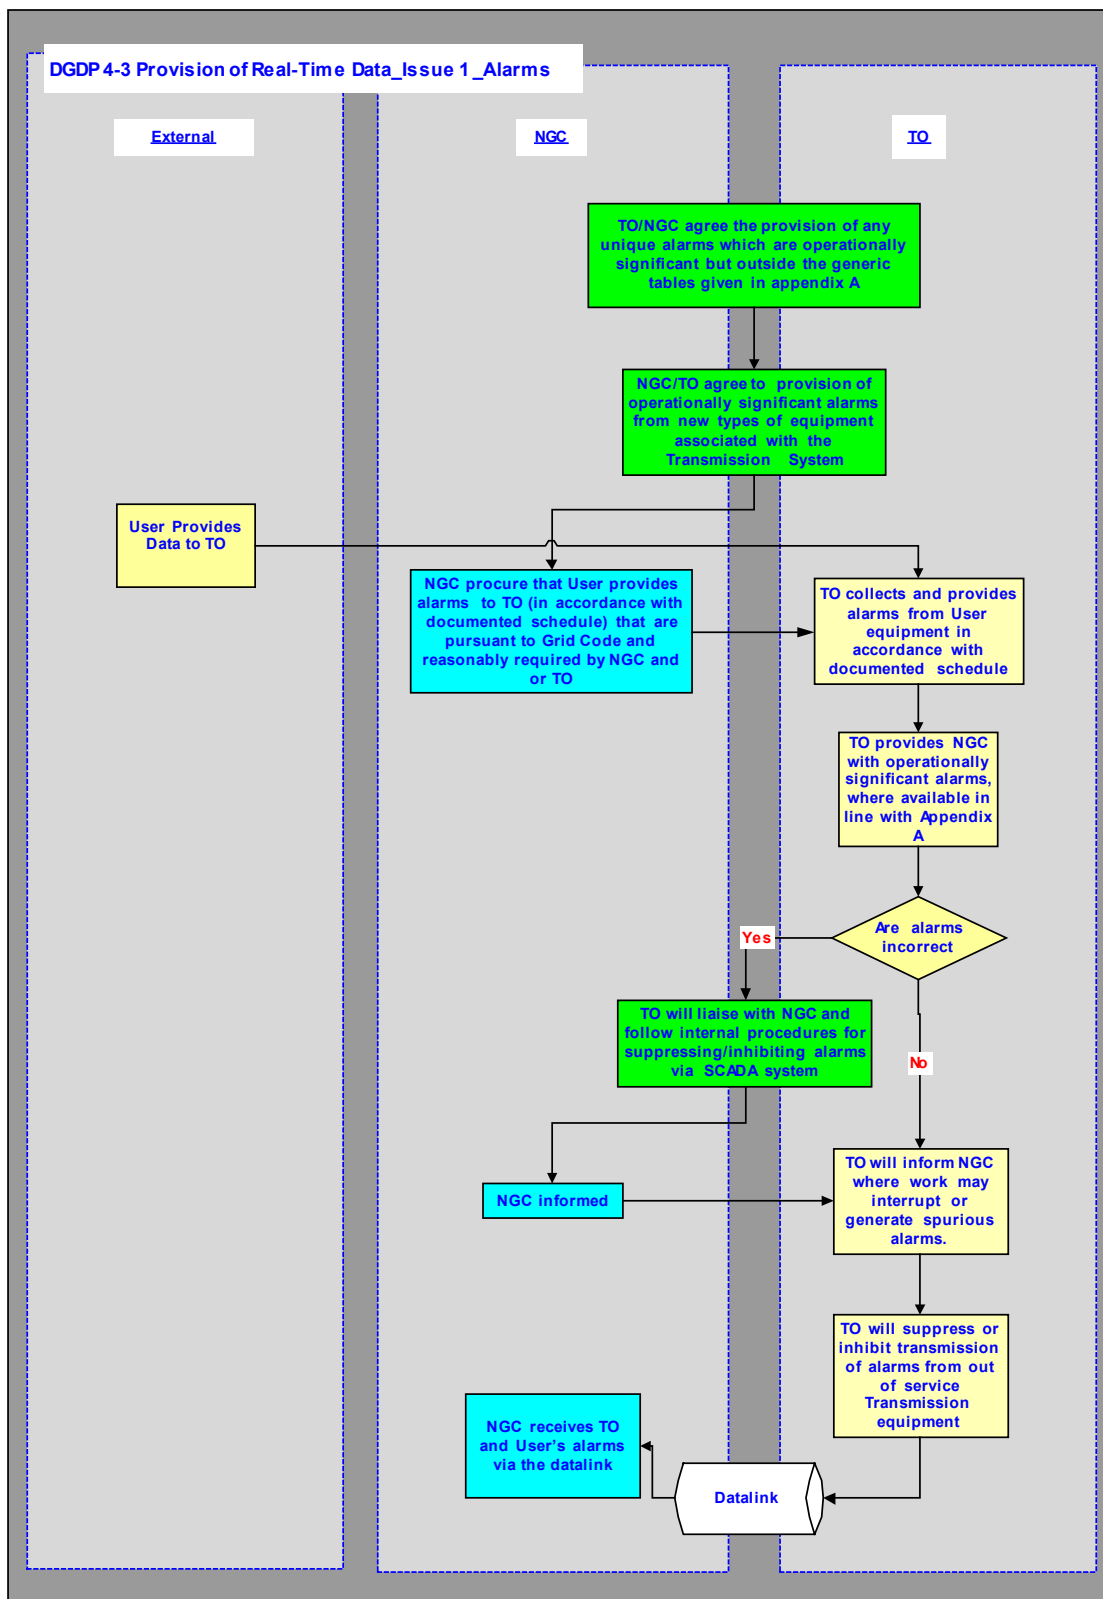 DGDP 4-3 Provision of Real-Time Data_Issue 1_Alarms
External
NGC
TO
TO/NGC agree the provision of any
unique alarms which are operationally
significant but outside the generic
tables given in appendix A
NGC/TO agree to provision of
operationally significant alarms
from new types of equipment
associated with the
Transmission System
User Provides
Data to TO
NGC procure that User provides
alarms to TO (in accordance with
documented schedule) that are
pursuant to Grid Code and
reasonably required by NGC and
or TO
TO collects and provides
alarms from User
equipment in
accordance with
documented schedule
TO provides NGC
with operationally
significant alarms,
where available in
line with Appendix
A
Are alarms
incorrect
Yes
TO will liaise with NGC and
follow internal procedures for
suppressing/inhibiting alarms
via SCADA system
No
TO will inform NGC
where work may
interrupt or
generate spurious
alarms.
NGC informed
TO will suppress or
inhibit transmission
of alarms from out
of service
Transmission
equipment
NGC receives TO
and User's alarms
via the datalink
Datalink